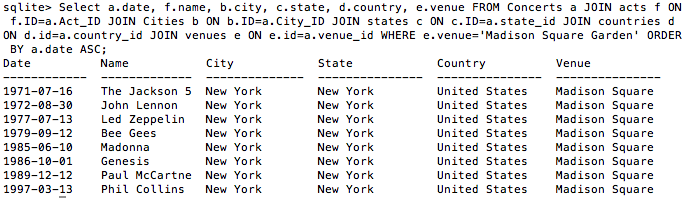 sqlite> Select a.date, f.name, b.city, c.state, d.country, e.venue FROM Concerts a JOIN acts f ON
f.ID=a.Act_ID JOIN Cities b ON b.ID=a.City_ID JOIN states c ON c.ID=a.state_id JOIN countries d
ON d.id=a.country_id JOIN venues e ON e.id=a.venue_id WHERE e.venue='Madison Square Garden' ORDER
BY a.date ASC;
Date Name City State Country Venue
------------ ------------ ------------- -------------- -------------- --------------
1971-07-16 The Jackson 5 New York New York United States Madison Square
1972-08-30 John Lennon New York New York United States Madison Square
1977-07-13 Led Zeppelin New York New York United States Madison Square
1979-09-12 Bee Gees New York New York United States Madison Square
1985-06-10 Madonna New York New York United States Madison Square
1986-10-01 Genesis New York New York United States Madison Square
1989-12-12 Paul McCartne New York New York United States Madison Square
1997-03-13 Phil Collins New York New York United States Madison Square